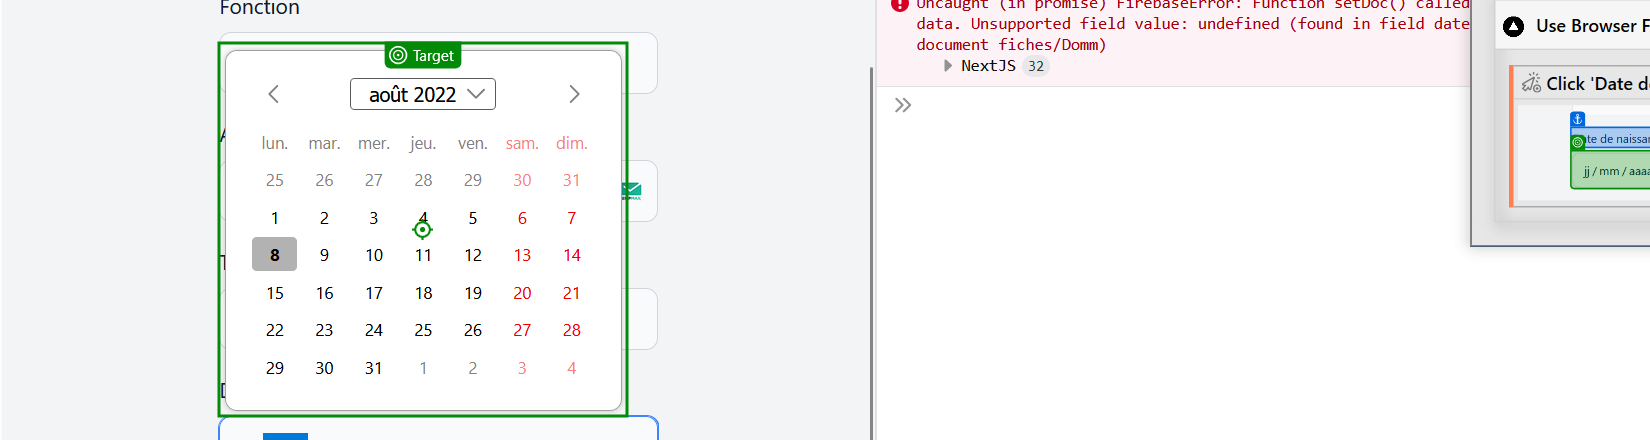 Fonction
Target
août 2022
lun. mar. mer. jeu. ven. sam. dim.
25 26 27 28 29 30 31
1 2 3 4 5 6 7
8 9 10 11 12 13 14
15 16 17 18 19 20 21
22 23 24 25 26 27 28
29 30 31 1 2 3 4
Uncaught (in promise) FirebaseError: Function setDoc() called
data. Unsupported field value: undefined (found in field date
document fiches/Domm)
NextJS 32
Use Browser F
Click 'Date d
te de naissa
jj / mm / aaaa